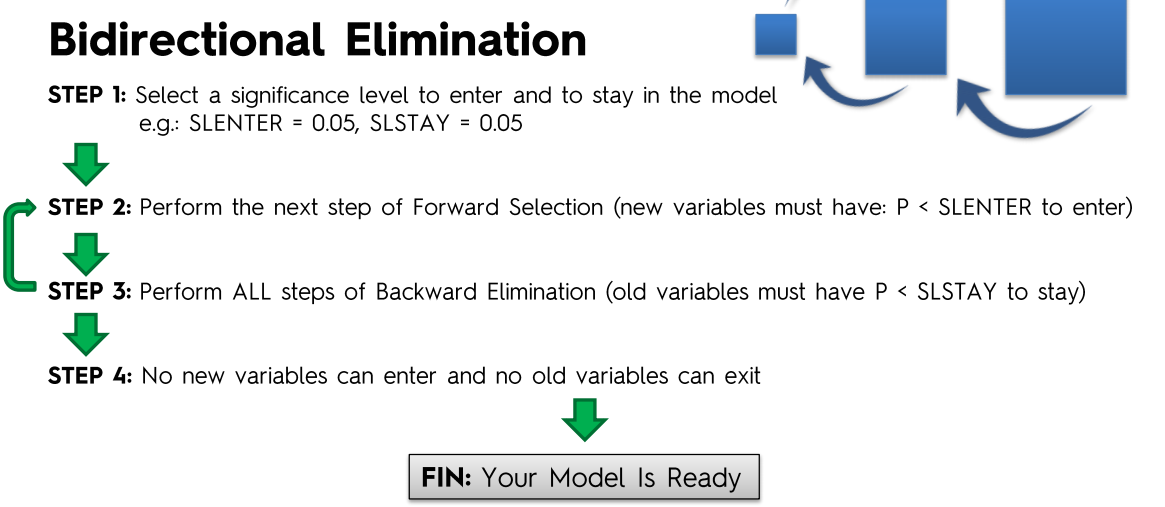 Bidirectional Elimination
STEP 1: Select a significance level to enter and to stay in the model
e.g.: SLENTER = 0.05, SLSTAY = 0.05
STEP 2: Perform the next step of Forward Selection (new variables must have: P < SLENTER to enter)
STEP 3: Perform ALL steps of Backward Elimination (old variables must have P < SLSTAY to stay)
STEP 4: No new variables can enter and no old variables can exit
FIN: Your Model Is Ready